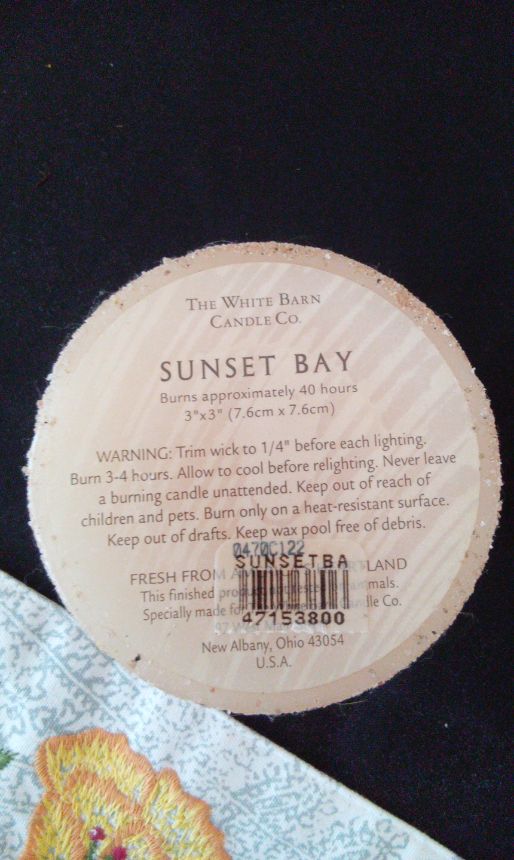 THE WHITE BARN
CANDLE CO.
SUNSET BAY
Burns approximately 40 hours
3"x3" (7.6cm x 7.6cm)
WARNING: Trim wick to 1/4" before each lighting.
Burn 3-4 hours. Allow to cool before relighting. Never leave
a burning candle unattended. Keep out of reach of
children and pets. Burn only on a heat-resistant surface.
Keep out of drafts. Keep wax pool free of debris.
0470C122
SUNSETBA
FRESH FROM LAND
This finished
Specially made for Co.
47153800
New Albany, Ohio 43054
U.S.A.